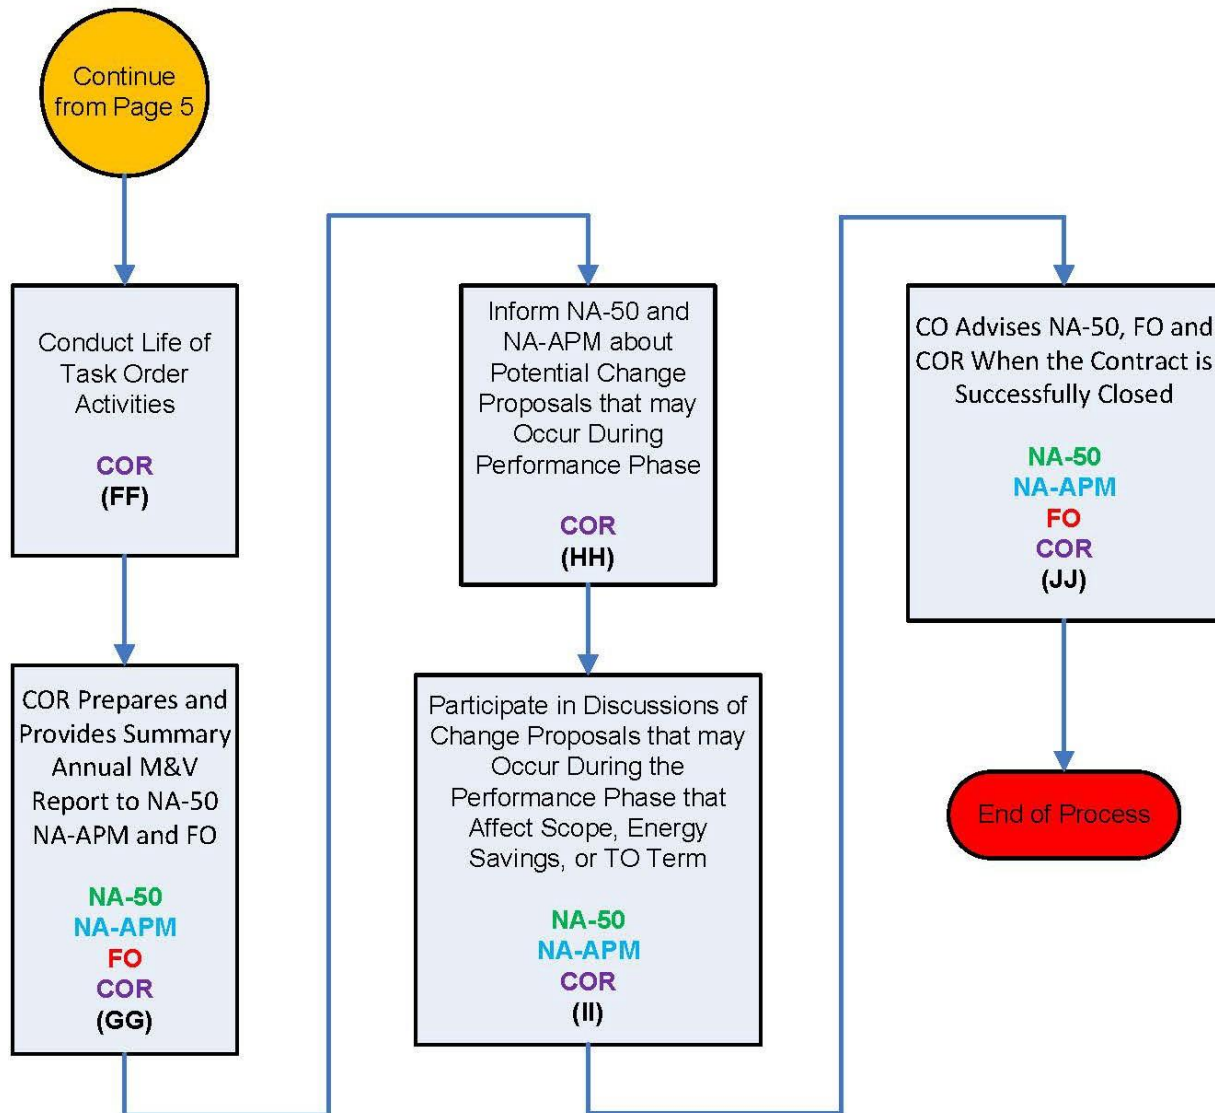 Continue
from Page 5
Conduct Life of
Task Order
Activities
COR
(FF)
COR Prepares and
Provides Summary
Annual M&V
Report to NA-50
NA-APM and FO
NA-50
NA-APM
FO
COR
(GG)
Inform NA-50 and
NA-APM about
Potential Change
Proposals that may
Occur During
Performance Phase
COR
(HH)
Participate in Discussions of
Change Proposals that may
Occur During the
Performance Phase that
Affect Scope, Energy
Savings, or TO Term
NA-50
NA-APM
COR
(II)
CO Advises NA-50, FO and
COR When the Contract is
Successfully Closed
NA-50
NA-APM
FO
COR
(JJ)
End of Process